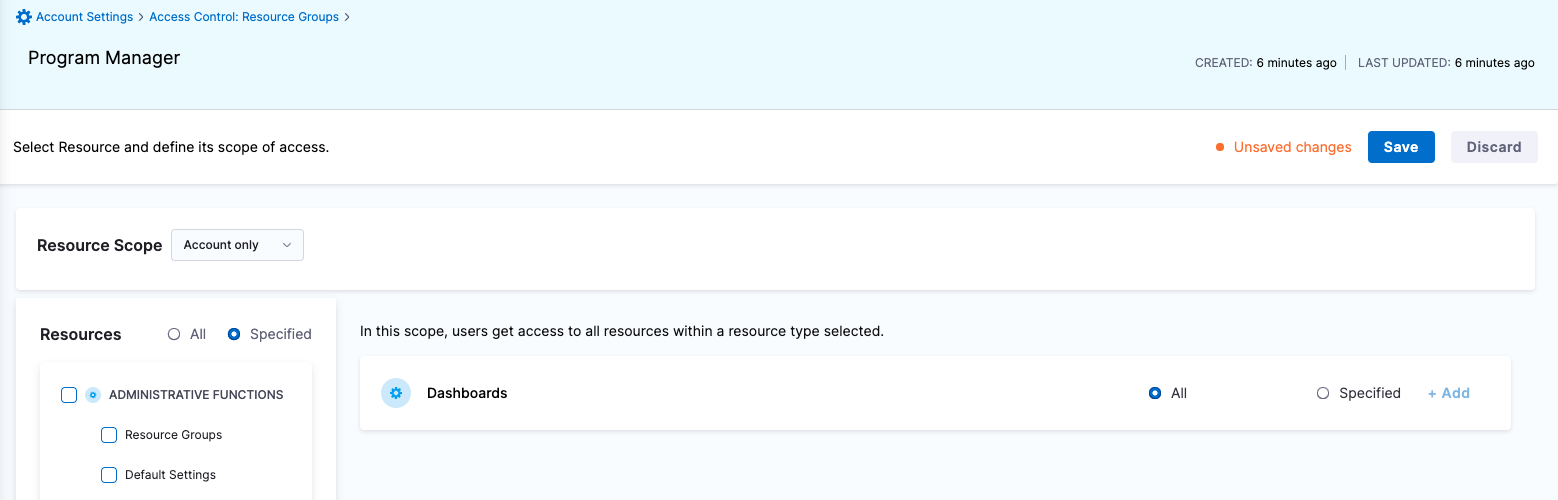 Account Settings > Access Control: Resource Groups >
Program Manager
CREATED: 6 minutes ago | LAST UPDATED: 6 minutes ago
Select Resource and define its scope of access.
Unsaved changes
Save
Discard
Resource Scope
Account only
Resources
All
Specified
ADMINISTRATIVE FUNCTIONS
Resource Groups
Default Settings
In this scope, users get access to all resources within a resource type selected.
Dashboards
All
Specified
+ Add